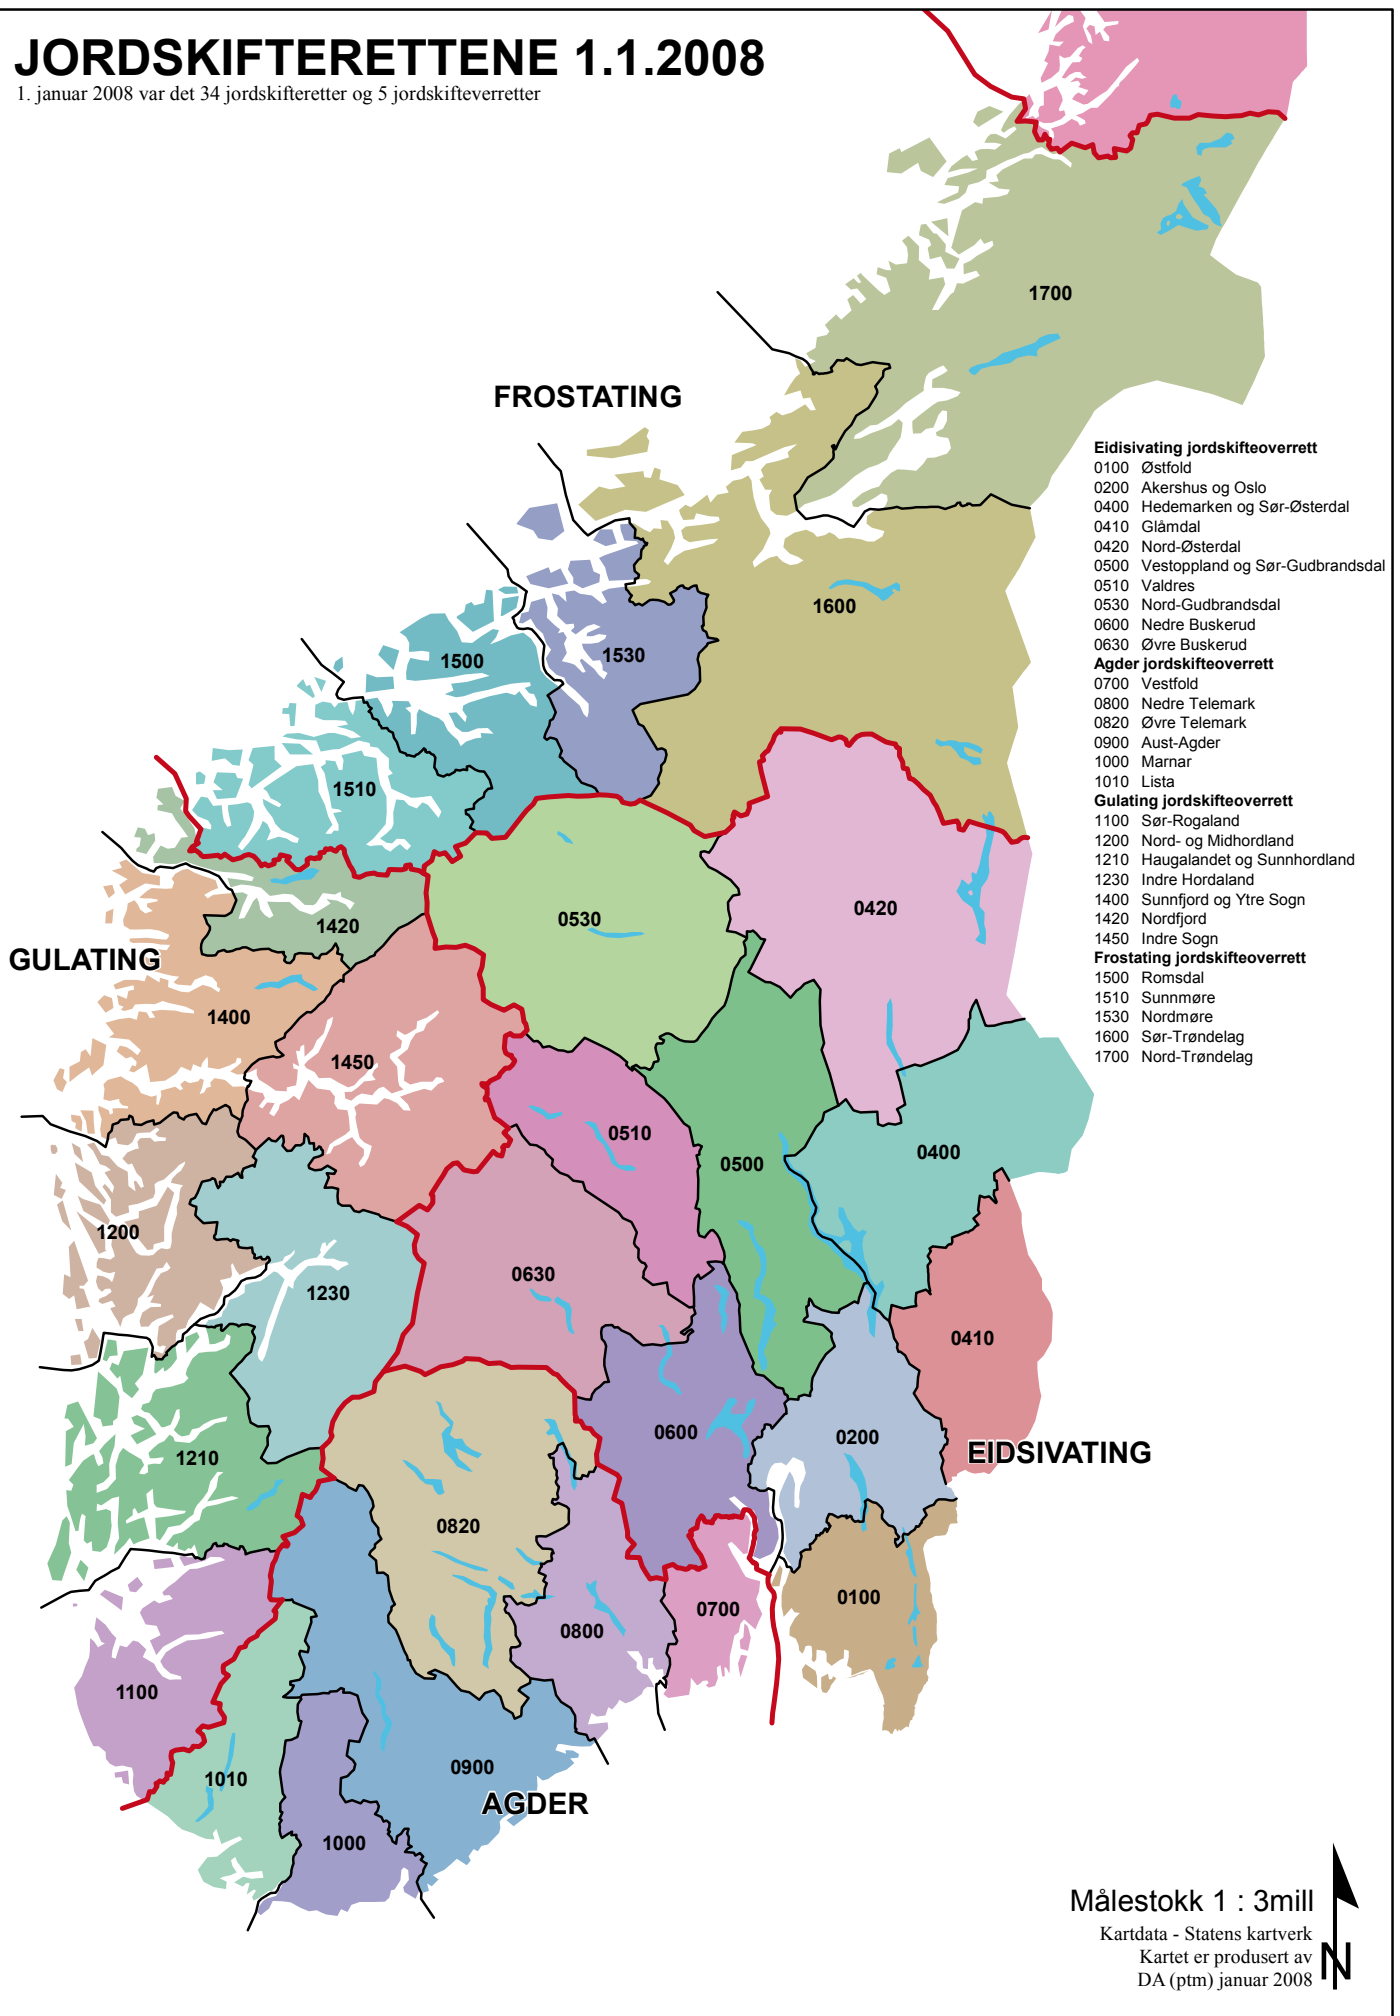 JORDSKIFTERETTENE 1.1.2008
1. januar 2008 var det 34 jordskifteretter og 5 jordskifteverretter
1700
FROSTATING
Eidisivating jordskifteoverrett
0100 Østfold
0200 Akershus og Oslo
0400 Hedemarken og Sør-Østerdal
0410 Glåmdal
0420 Nord-Østerdal
0500 Vestoppland og Sør-Gudbrandsdal
0510 Valdres
0530 Nord-Gudbrandsdal
0600 Nedre Buskerud
0630 Øvre Buskerud
Agder jordskifteoverrett
0700 Vestfold
0800 Nedre Telemark
0820 Øvre Telemark
0900 Aust-Agder
1000 Marnar
1010 Lista
Gulating jordskifteoverrett
1100 Sør-Rogaland
1200 Nord- og Midhordland
1210 Haugalandet og Sunnhordland
1230 Indre Hordaland
1400 Sunnfjord og Ytre Sogn
1420 Nordfjord
1450 Indre Sogn
Frostating jordskifteoverrett
1500 Romsdal
1510 Sunnmøre
1530 Nordmøre
1600 Sør-Trøndelag
1700 Nord-Trøndelag
1600
1530
1500
1510
0420
0530
1420
GULATING
1400
1450
0510
0500
0400
1200
0630
1230
0410
0600
0200
EIDSIVATING
1210
0820
0100
0700
0800
1100
0900
1010
AGDER
1000
Målestokk 1 : 3mill
Kartdata - Statens kartverk
Kartet er produsert av
DA (ptm) januar 2008
N